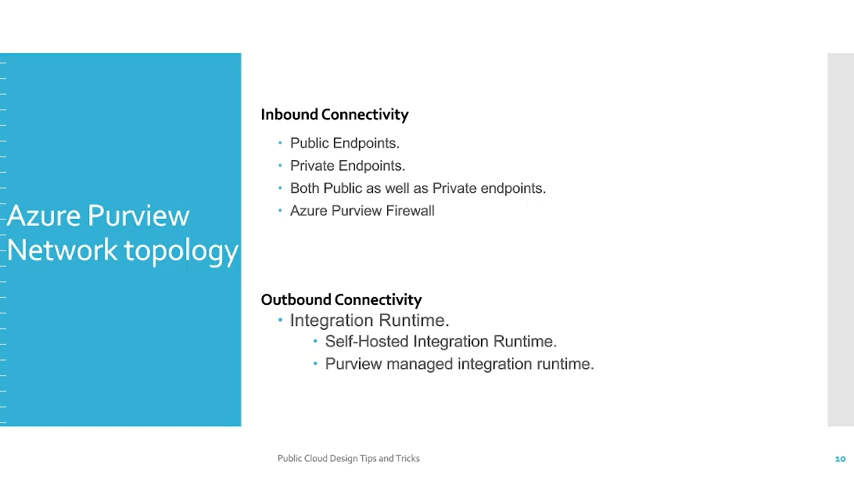 Azure Purview
Network topology
Inbound Connectivity
• Public Endpoints.
• Private Endpoints.
• Both Public as well as Private endpoints.
• Azure Purview Firewall
Outbound Connectivity
• Integration Runtime.
• Self-Hosted Integration Runtime.
• Purview managed integration runtime.
Public Cloud Design Tips and Tricks
10